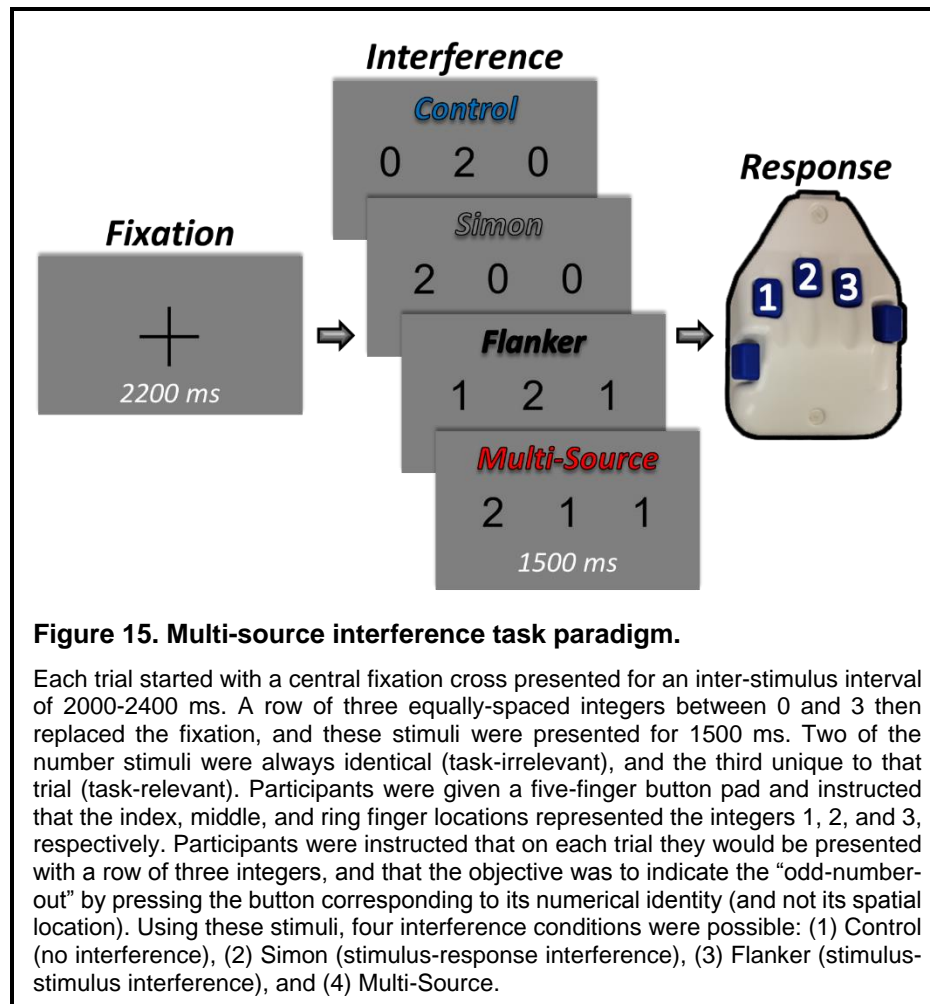 Interference
Control
0 2 0
Simon
2 0 0
Flanker
1 2 1
Multi-Source
2 1 1
1500 ms
Fixation
2200 ms
Response
1 2 3
Figure 15. Multi-source interference task paradigm.
Each trial started with a central fixation cross presented for an inter-stimulus interval
of 2000-2400 ms. A row of three equally-spaced integers between 0 and 3 then
replaced the fixation, and these stimuli were presented for 1500 ms. Two of the
number stimuli were always identical (task-irrelevant), and the third unique to that
trial (task-relevant). Participants were given a five-finger button pad and instructed
that the index, middle, and ring finger locations represented the integers 1, 2, and 3,
respectively. Participants were instructed that on each trial they would be presented
with a row of three integers, and that the objective was to indicate the “odd-number-
out” by pressing the button corresponding to its numerical identity (and not its spatial
location). Using these stimuli, four interference conditions were possible: (1) Control
(no interference), (2) Simon (stimulus-response interference), (3) Flanker (stimulus-
stimulus interference), and (4) Multi-Source.